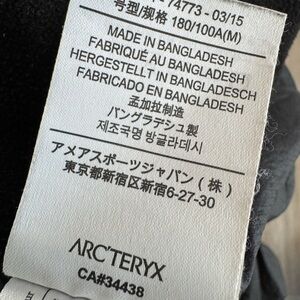 74773 - 03/15
号型/规格 180/100A(M)
MADE IN BANGLADESH
FABRIQUÉ AU BANGLADESH
HERGESTELLT IN BANGLADESCH
FABRICADO EN BANGLADESH
孟加拉制造
バングラデシュ製
제조국명 방글라데시
アメアスポーツジャパン(株)
東京都新宿区新宿6-27-30
ARC'TERYX
CA#34438